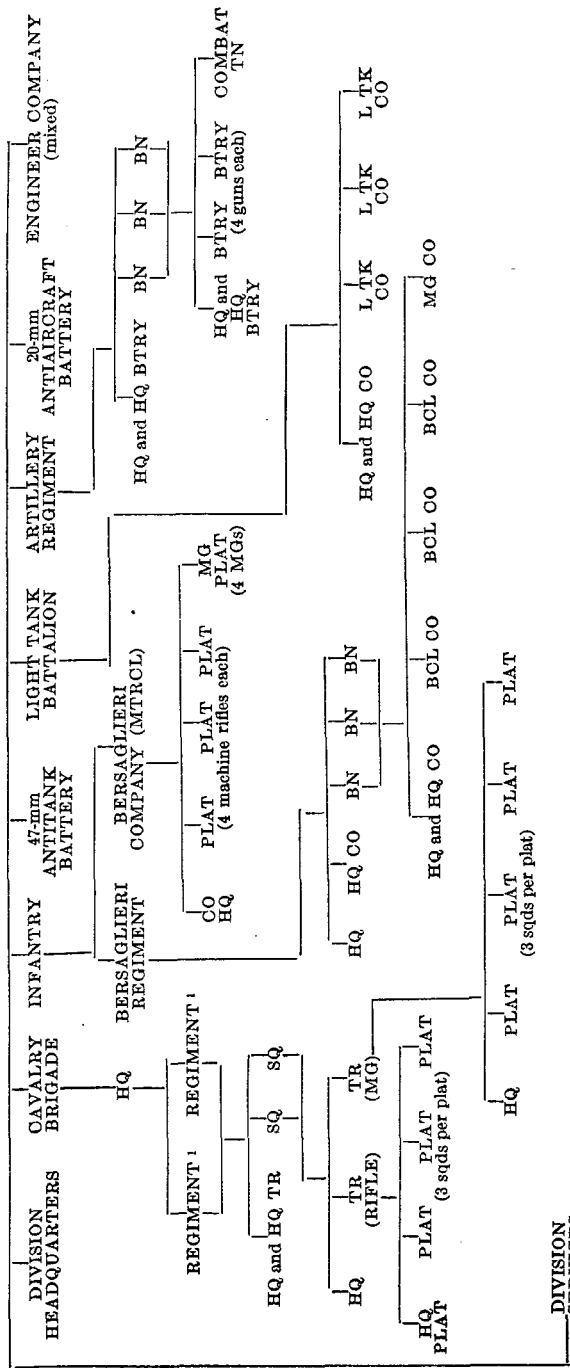 DIVISION
HEADQUARTERS
CAVALRY
BRIGADE
INFANTRY
47-mm
ANTITANK
BATTERY
LIGHT TANK
BATTALION
ARTILLERY
REGIMENT
20-mm
ANTIAIRCRAFT
BATTERY
ENGINEER COMPANY
(mixed)
HQ
BERSAGLIERI
REGIMENT
BERSAGLIERI
COMPANY (MTRCL)
HQ and HQ BTRY
BN
BN
BN
REGIMENT 1
REGIMENT 1
CO
HQ
PLAT
PLAT
PLAT
(4 machine rifles each)
MG
PLAT
(4 MGs)
HQ and
HQ
BTRY
BTRY
BTRY
(4 guns each)
COMBAT
TN
HQ and HQ TR
SQ
SQ
HQ
HQ CO
BN
BN
BN
HQ and HQ CO
L TK
CO
L TK
CO
L TK
CO
HQ
TR
(RIFLE)
TR
(MG)
HQ and HQ CO
BCL CO
BCL CO
BCL CO
MG CO
HQ
PLAT
PLAT
PLAT
PLAT
(3 sqds per plat)
HQ
PLAT
PLAT
PLAT
PLAT
(3 sqds per plat)
DIVISION